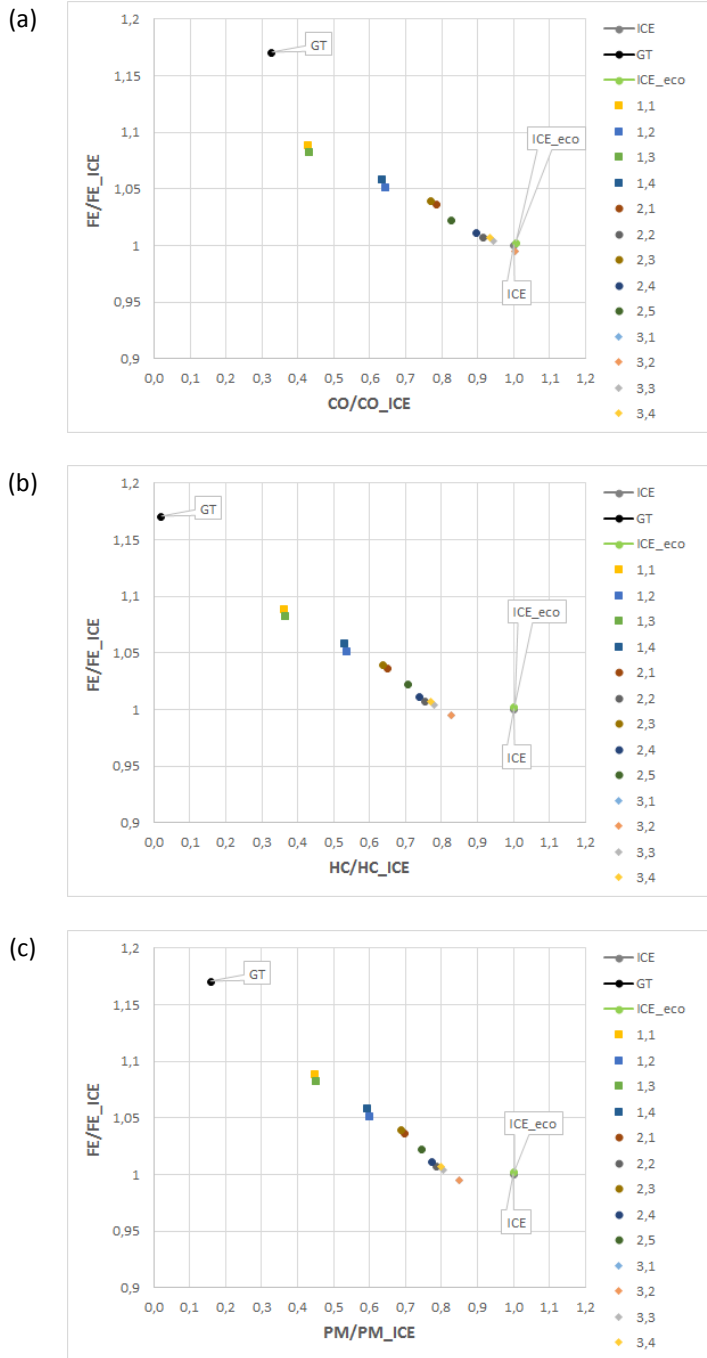 (a)
1,2
1,15
1,1
1,05
1
0,95
0,9
FE/FE_ICE
0,0 0,1 0,2 0,3 0,4 0,5 0,6 0,7 0,8 0,9 1,0 1,1 1,2
CO/CO_ICE
GT
ICE_eco
ICE
ICE
GT
ICE_eco
1,1
1,2
1,3
1,4
2,1
2,2
2,3
2,4
2,5
3,1
3,2
3,3
3,4
(b)
1,2
1,15
1,1
1,05
1
0,95
0,9
FE/FE_ICE
0,0 0,1 0,2 0,3 0,4 0,5 0,6 0,7 0,8 0,9 1,0 1,1 1,2
HC/HC_ICE
GT
ICE_eco
ICE
ICE
GT
ICE_eco
1,1
1,2
1,3
1,4
2,1
2,2
2,3
2,4
2,5
3,1
3,2
3,3
3,4
(c)
1,2
1,15
1,1
1,05
1
0,95
0,9
FE/FE_ICE
0,0 0,1 0,2 0,3 0,4 0,5 0,6 0,7 0,8 0,9 1,0 1,1 1,2
PM/PM_ICE
GT
ICE_eco
ICE
ICE
GT
ICE_eco
1,1
1,2
1,3
1,4
2,1
2,2
2,3
2,4
2,5
3,1
3,2
3,3
3,4